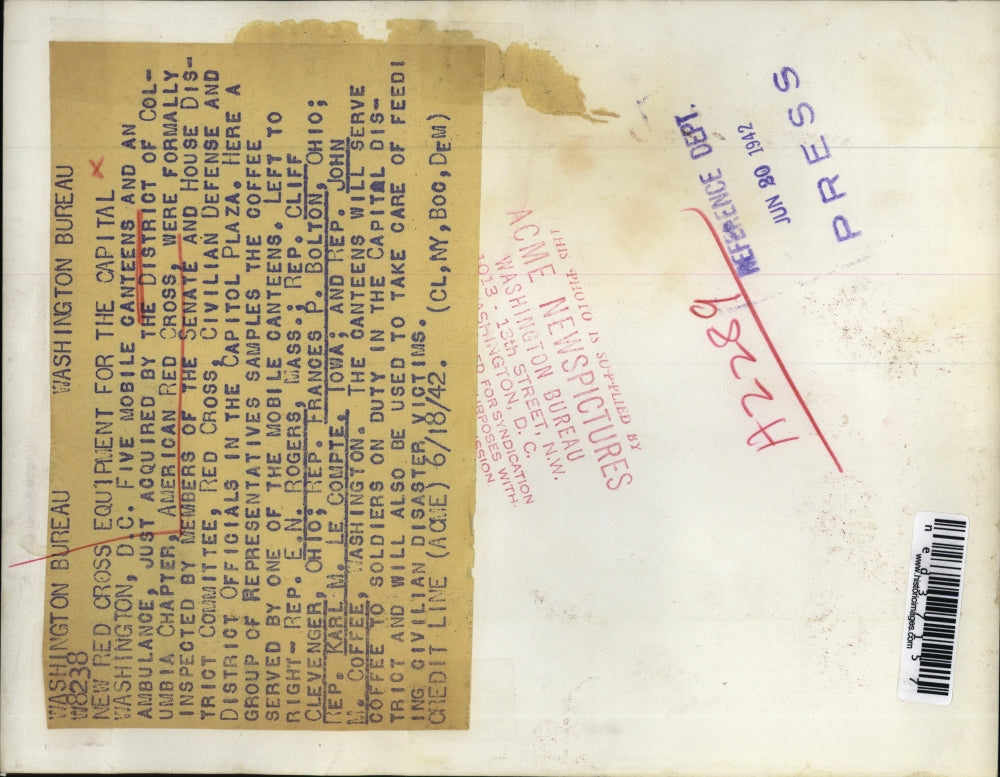 WASHINGTON BUREAU WASHINGTON BUREAU
W8238
NEW RED CROSS EQUIPMENT FOR THE CAPITAL
WASHINGTON, D.C. FIVE MOBILE CANTEENS AND AN
AMBULANCE, JUST ACQUIRED BY THE DISTRICT OF COL-
UMBIA CHAPTER, AMERICAN RED CROSS, WERE FORMALLY
INSPECTED BY MEMBERS OF THE SENATE AND HOUSE DIS-
TRICT COMMITTEE, RED CROSS, CIVILIAN DEFENSE AND
DISTRICT OFFICIALS IN THE CAPITOL PLAZA. HERE A
GROUP OF REPRESENTATIVES SAMPLES THE COFFEE
SERVED BY ONE OF THE MOBILE CANTEENS. LEFT TO
RIGHT- REP. E.N. ROGERS, MASS.; REP. CLIFF
CLEVENGER, OHIO; REP. FRANCES P. BOLTON, OHIO;
REP. KARL M. LE COMPTE, IOWA, AND REP. JOHN
M. COFFEE, WASHINGTON. THE CANTEENS WILL SERVE
COFFEE TO SOLDIERS ON DUTY IN THE CAPITAL DIS-
TRICT AND WILL ALSO BE USED TO TAKE CARE OF FEEDI
ING CIVILIAN DISASTER VICTIMS.
CREDIT LINE (ACME) 6/18/42. (CL,NY,BOC,DEM)
THIS PHOTO IS SUPPLIED BY
ACME NEWSPICTURES
WASHINGTON BUREAU
1013 - 13th STREET, N.W.
WASHINGTON, D. C.
FOR SYNDICATION
PURPOSES WITH-
REFERENCE DEPT.
JUN 20 1942
PRESS
H2289
www.historicimages.com
ned37157